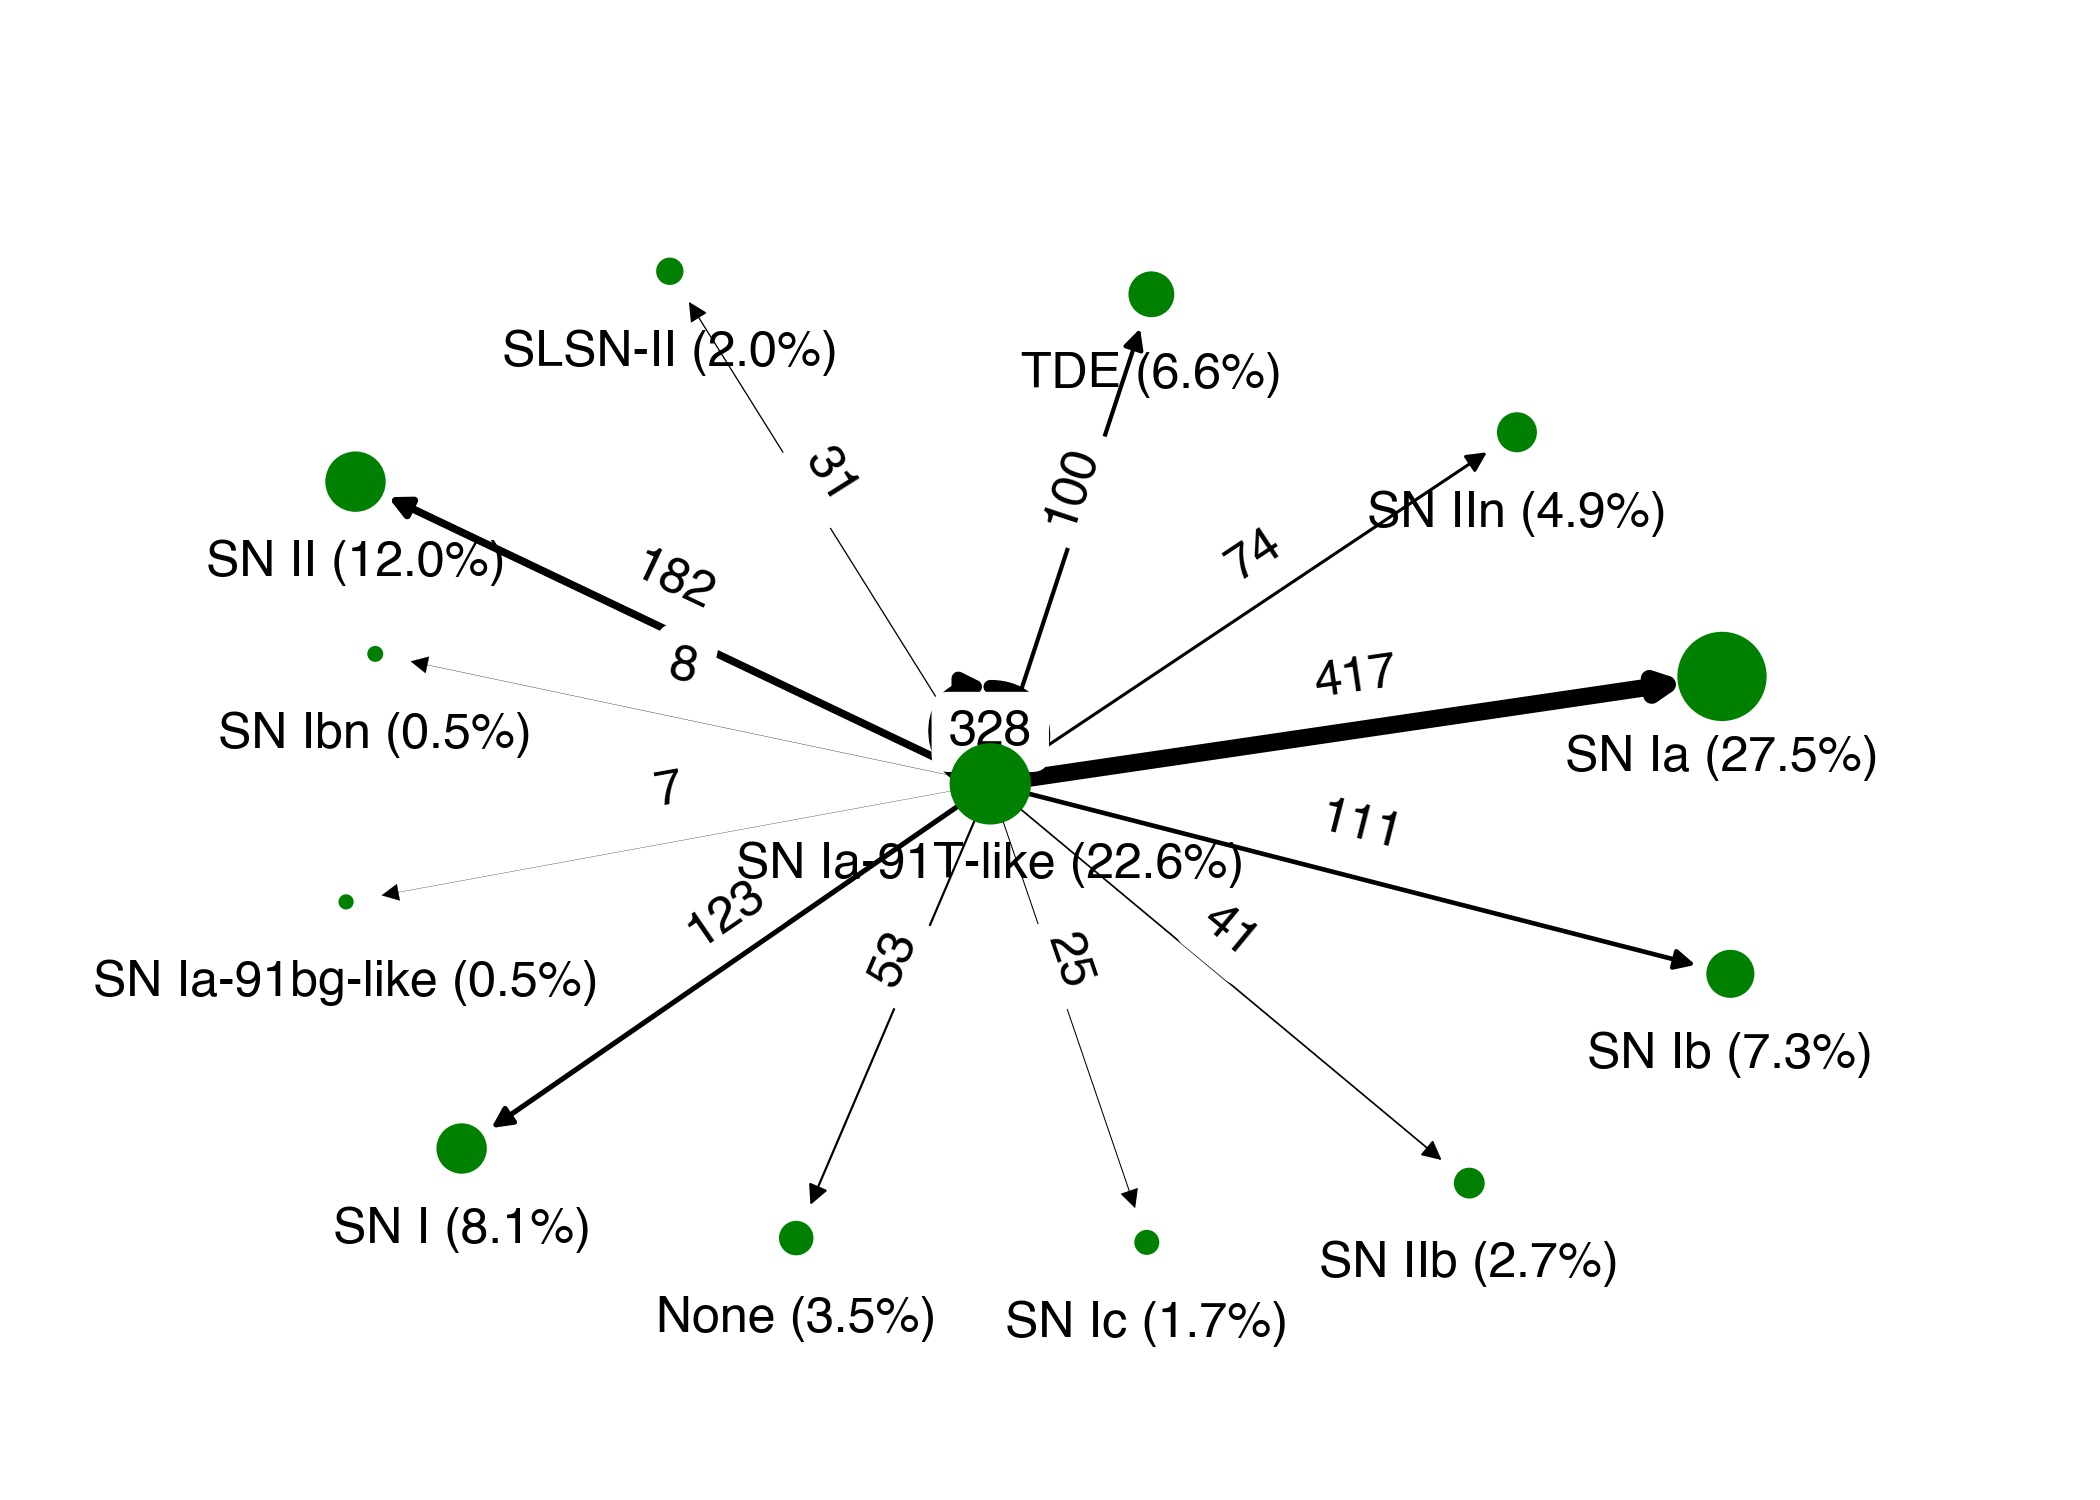 SLSN-II (2.0%)
TDE (6.6%)
31
100
SN IIn (4.9%)
74
SN II (12.0%)
182
8
417
328
SN Ibn (0.5%)
SN Ia (27.5%)
7
111
SN Ia-91T-like (22.6%)
123
41
53
25
SN Ia-91bg-like (0.5%)
SN Ib (7.3%)
SN I (8.1%)
SN IIb (2.7%)
None (3.5%)
SN Ic (1.7%)